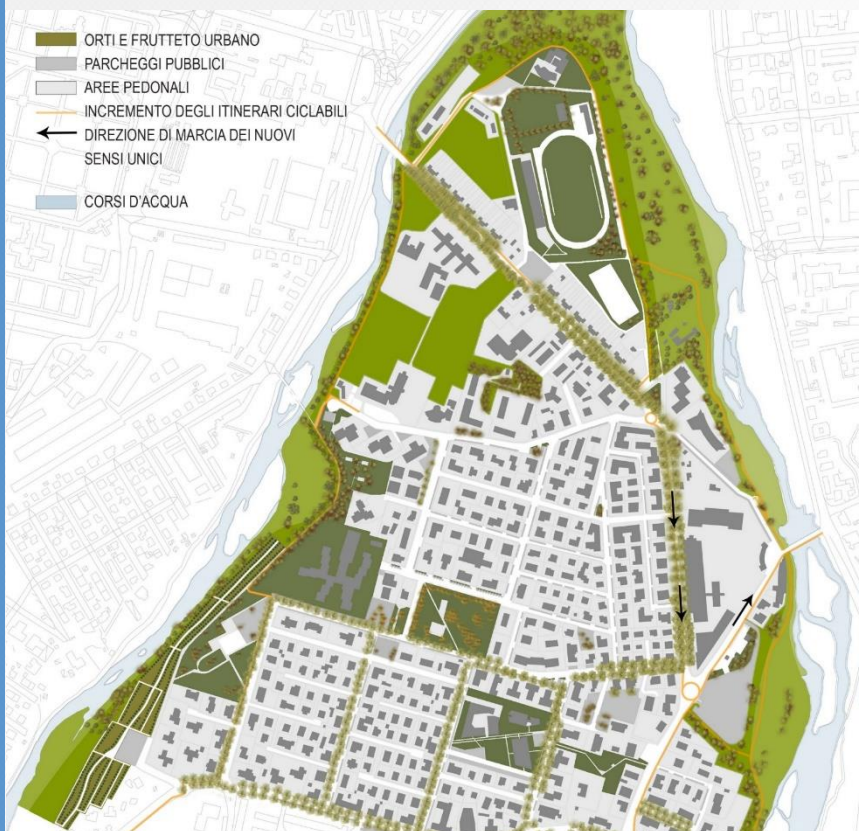 ORTI E FRUTTETO URBANO
PARCHEGGI PUBBLICI
AREE PEDONALI
INCREMENTO DEGLI ITINERARI CICLABILI
DIREZIONE DI MARCIA DEI NUOVI
SENSI UNICI
CORSI D'ACQUA